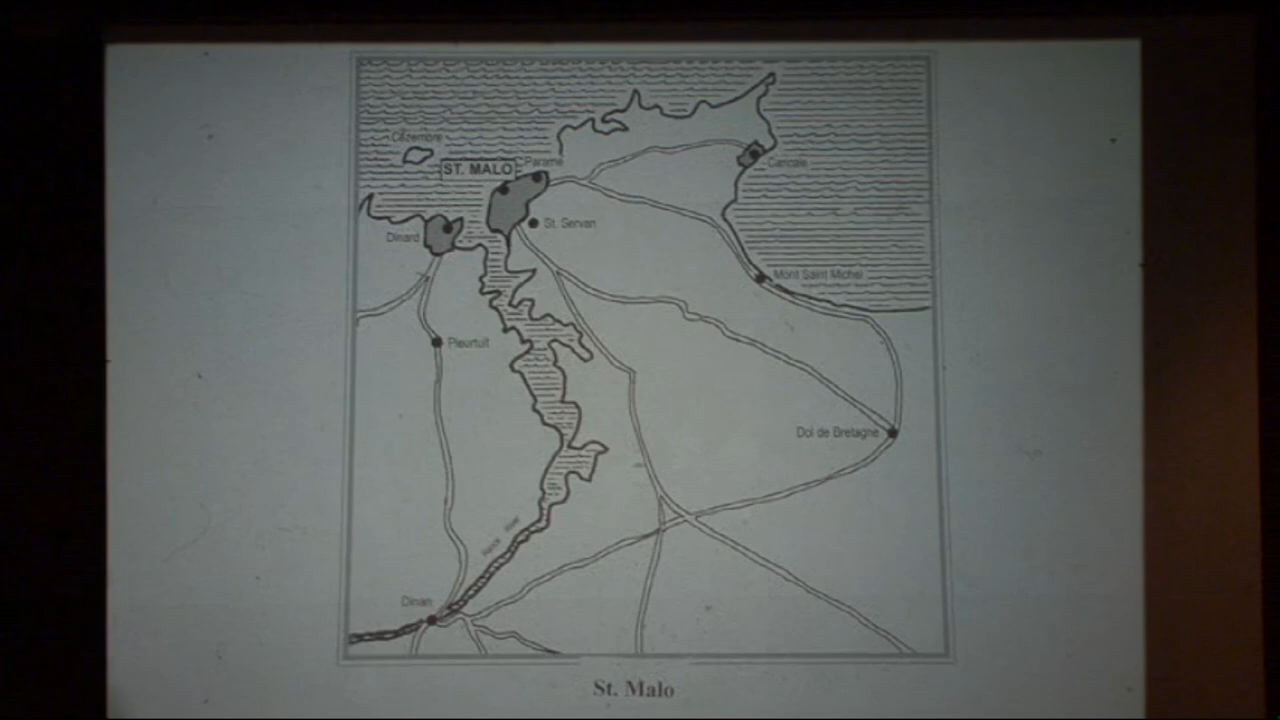 Cézembre
ST. MALO
Paramé
Cancale
St. Servan
Dinard
Mont Saint Michel
Pleurtuit
Dol de Bretagne
Dinan
St. Malo